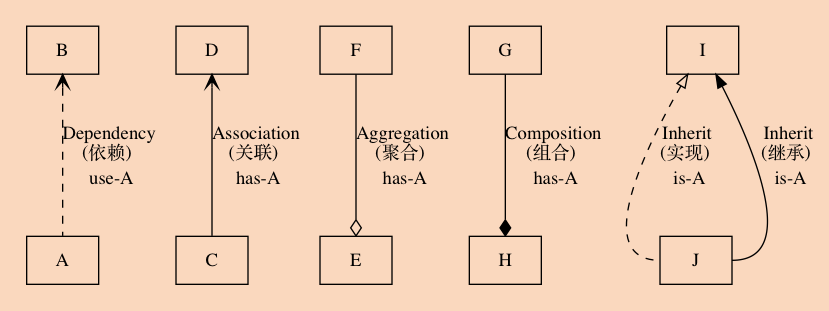 B
D
F
G
I
Dependency
(依赖)
use-A
Association
(关联)
has-A
Aggregation
(聚合)
has-A
Composition
(组合)
has-A
Inherit
(实现)
is-A
Inherit
(继承)
is-A
A
C
E
H
J